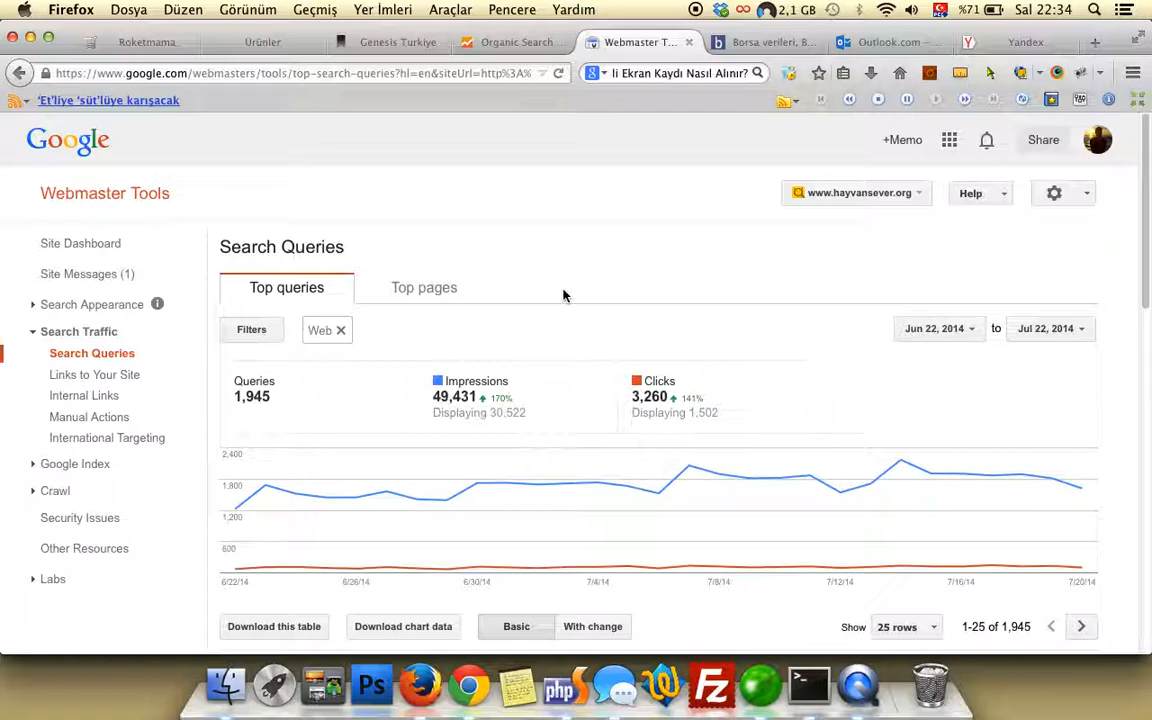 Firefox Dosya Düzen Görünüm Geçmiş Yer İmleri Araçlar Pencere Yardım 2,1 GB %71 Sal 22:34
Roketmama Ürünler Genesis Turkiye Organic Search ... Webmaster T... Borsa verileri, B... Outlook.com — ... Yandex
https://www.google.com/webmasters/tools/top-search-queries?hl=en&siteUrl=http%3A% li Ekran Kaydı Nasıl Alınır?
'Et'liye 'süt'lüye karışacak
Google +Memo Share
Webmaster Tools www.hayvansever.org Help
Site Dashboard
Site Messages (1)
Search Appearance
Search Traffic
Search Queries
Links to Your Site
Internal Links
Manual Actions
International Targeting
Google Index
Crawl
Security Issues
Other Resources
Labs
Search Queries
Top queries Top pages
Filters Web Jun 22, 2014 to Jul 22, 2014
Queries Impressions Clicks
1,945 49,431 170% 3,260 141%
Displaying 30,522 Displaying 1,502
2,400
1,800
1,200
600
6/22/14 6/26/14 6/30/14 7/4/14 7/8/14 7/12/14 7/16/14 7/20/14
Download this table Download chart data Basic With change Show 25 rows 1-25 of 1,945
Ps php FZ